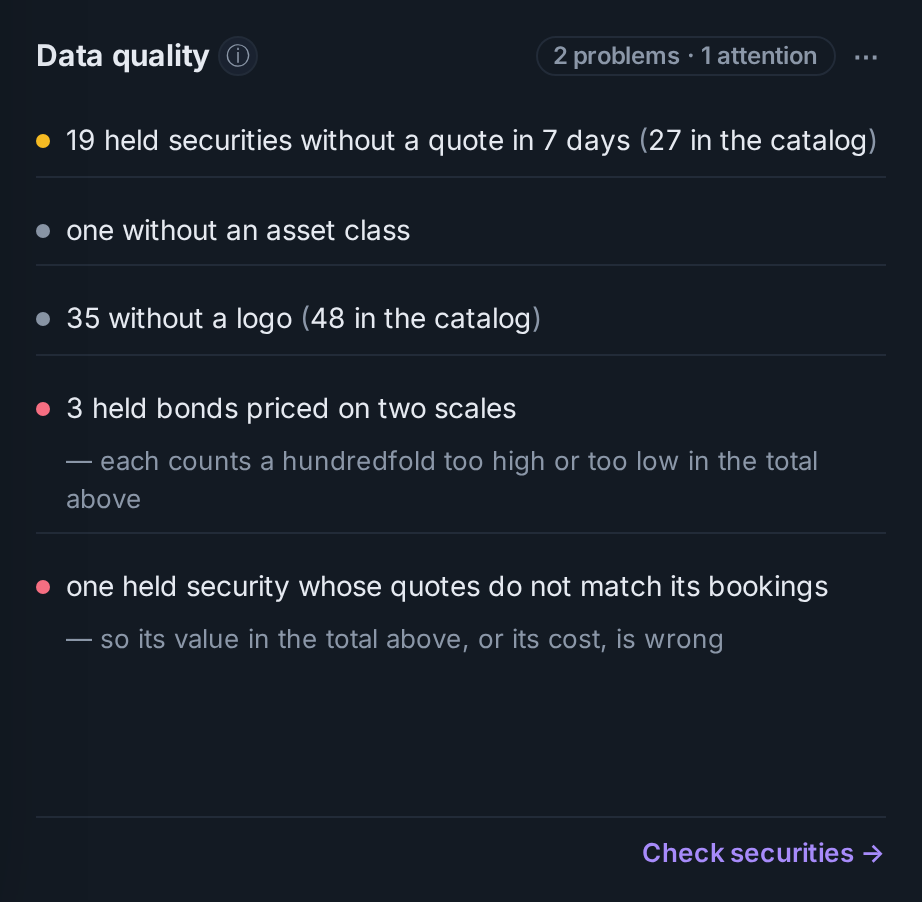 Data quality ⓘ 2 problems · 1 attention ···
19 held securities without a quote in 7 days (27 in the catalog)
one without an asset class
35 without a logo (48 in the catalog)
3 held bonds priced on two scales
— each counts a hundredfold too high or too low in the total
above
one held security whose quotes do not match its bookings
— so its value in the total above, or its cost, is wrong
Check securities →